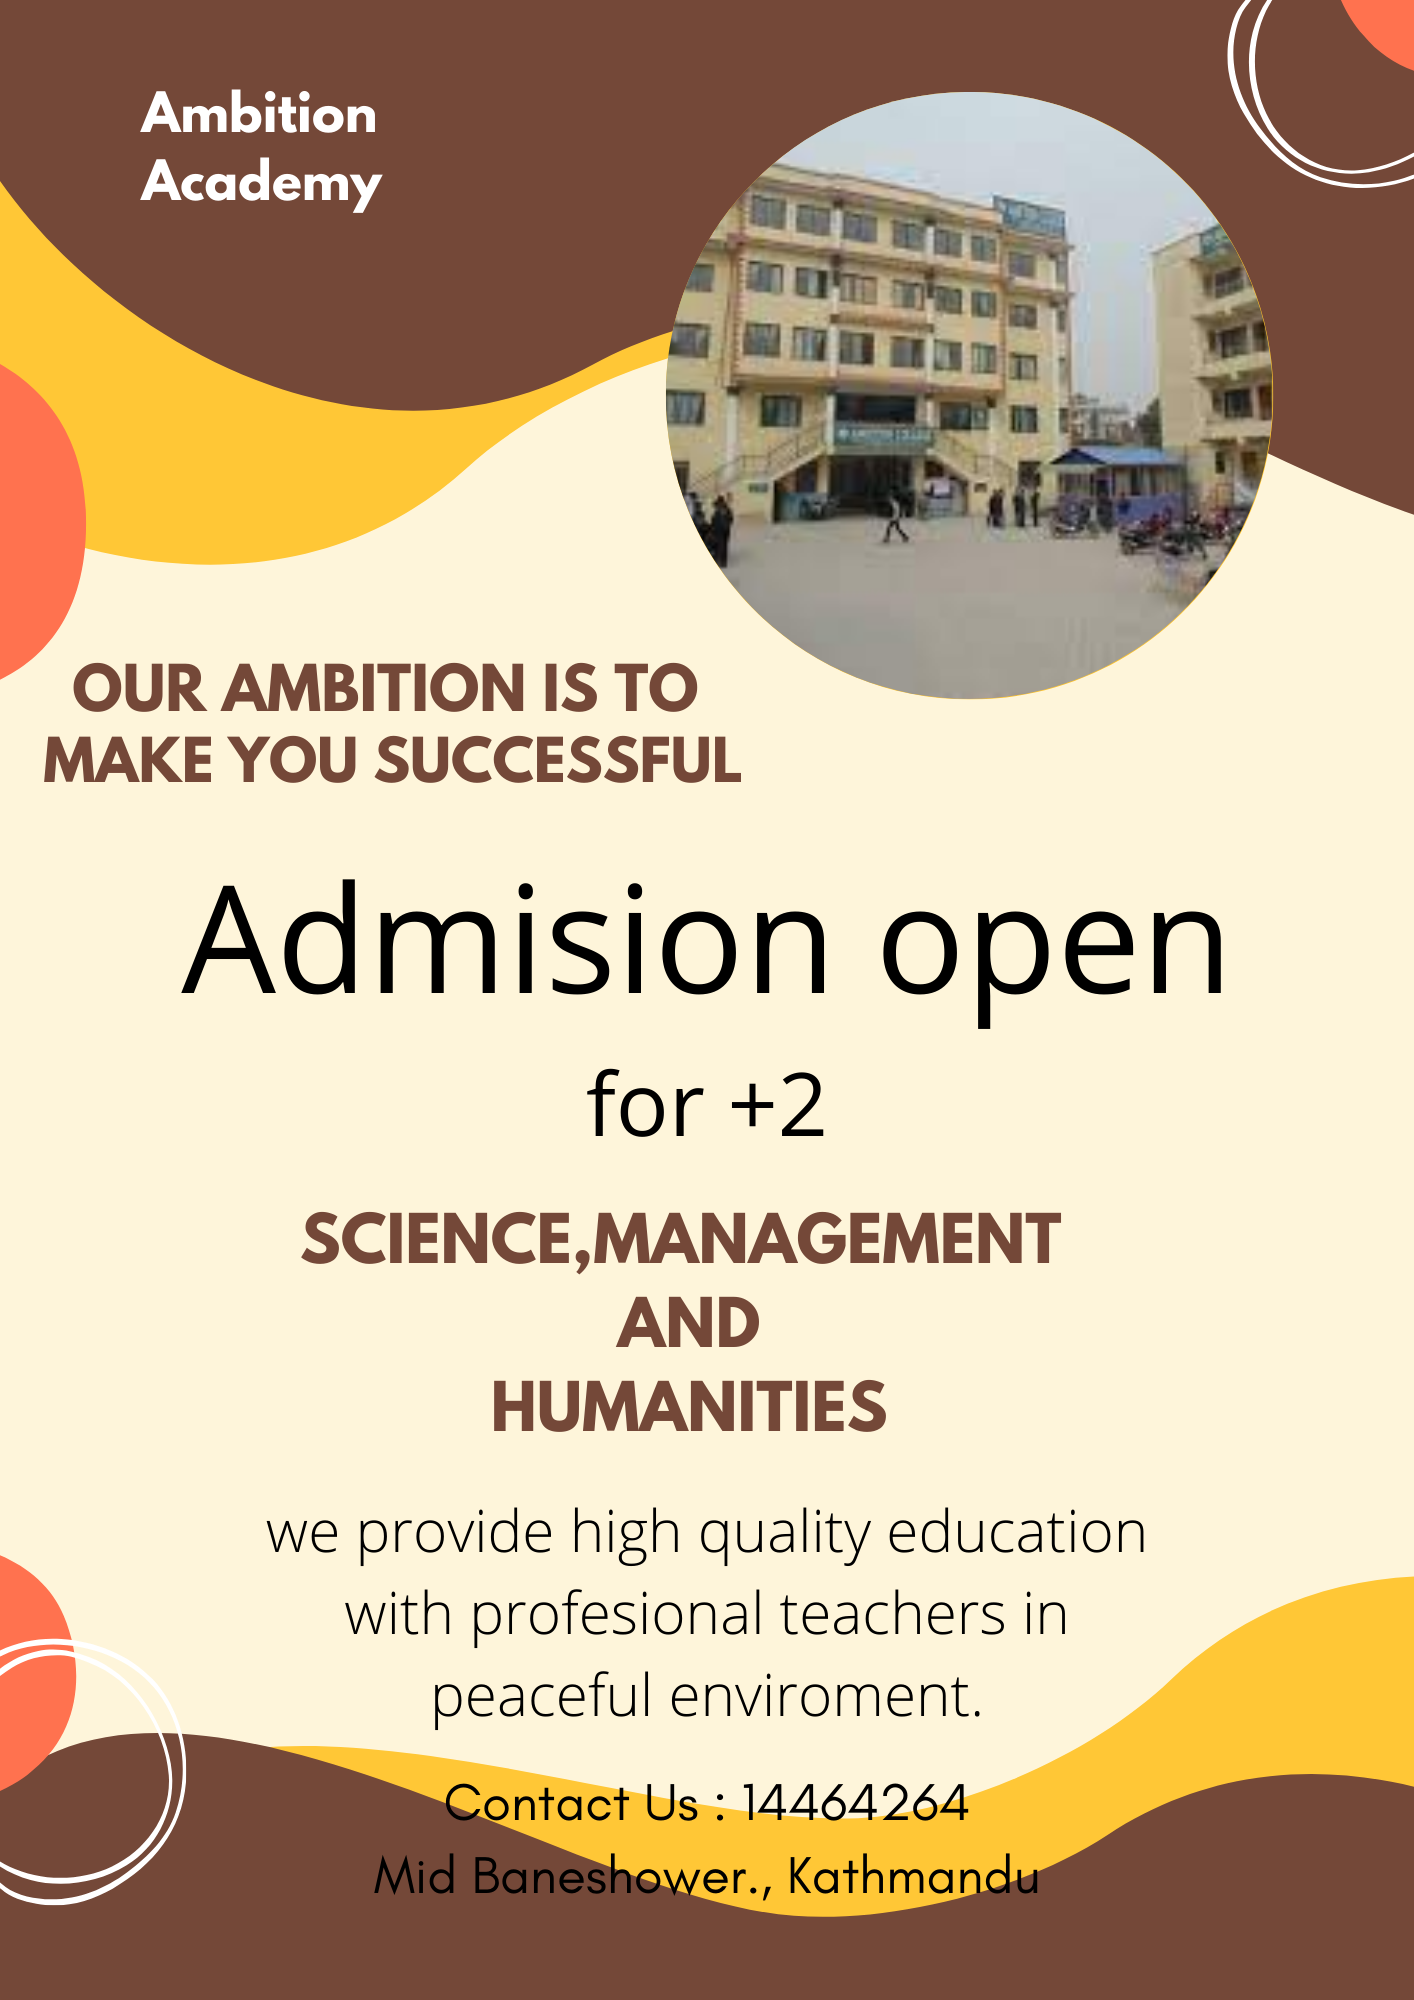 Ambition
Academy
OUR AMBITION IS TO
MAKE YOU SUCCESSFUL
Admision open
for +2
SCIENCE,MANAGEMENT
AND
HUMANITIES
we provide high quality education
with profesional teachers in
peaceful enviroment.
Contact Us : 14464264
Mid Baneshower., Kathmandu